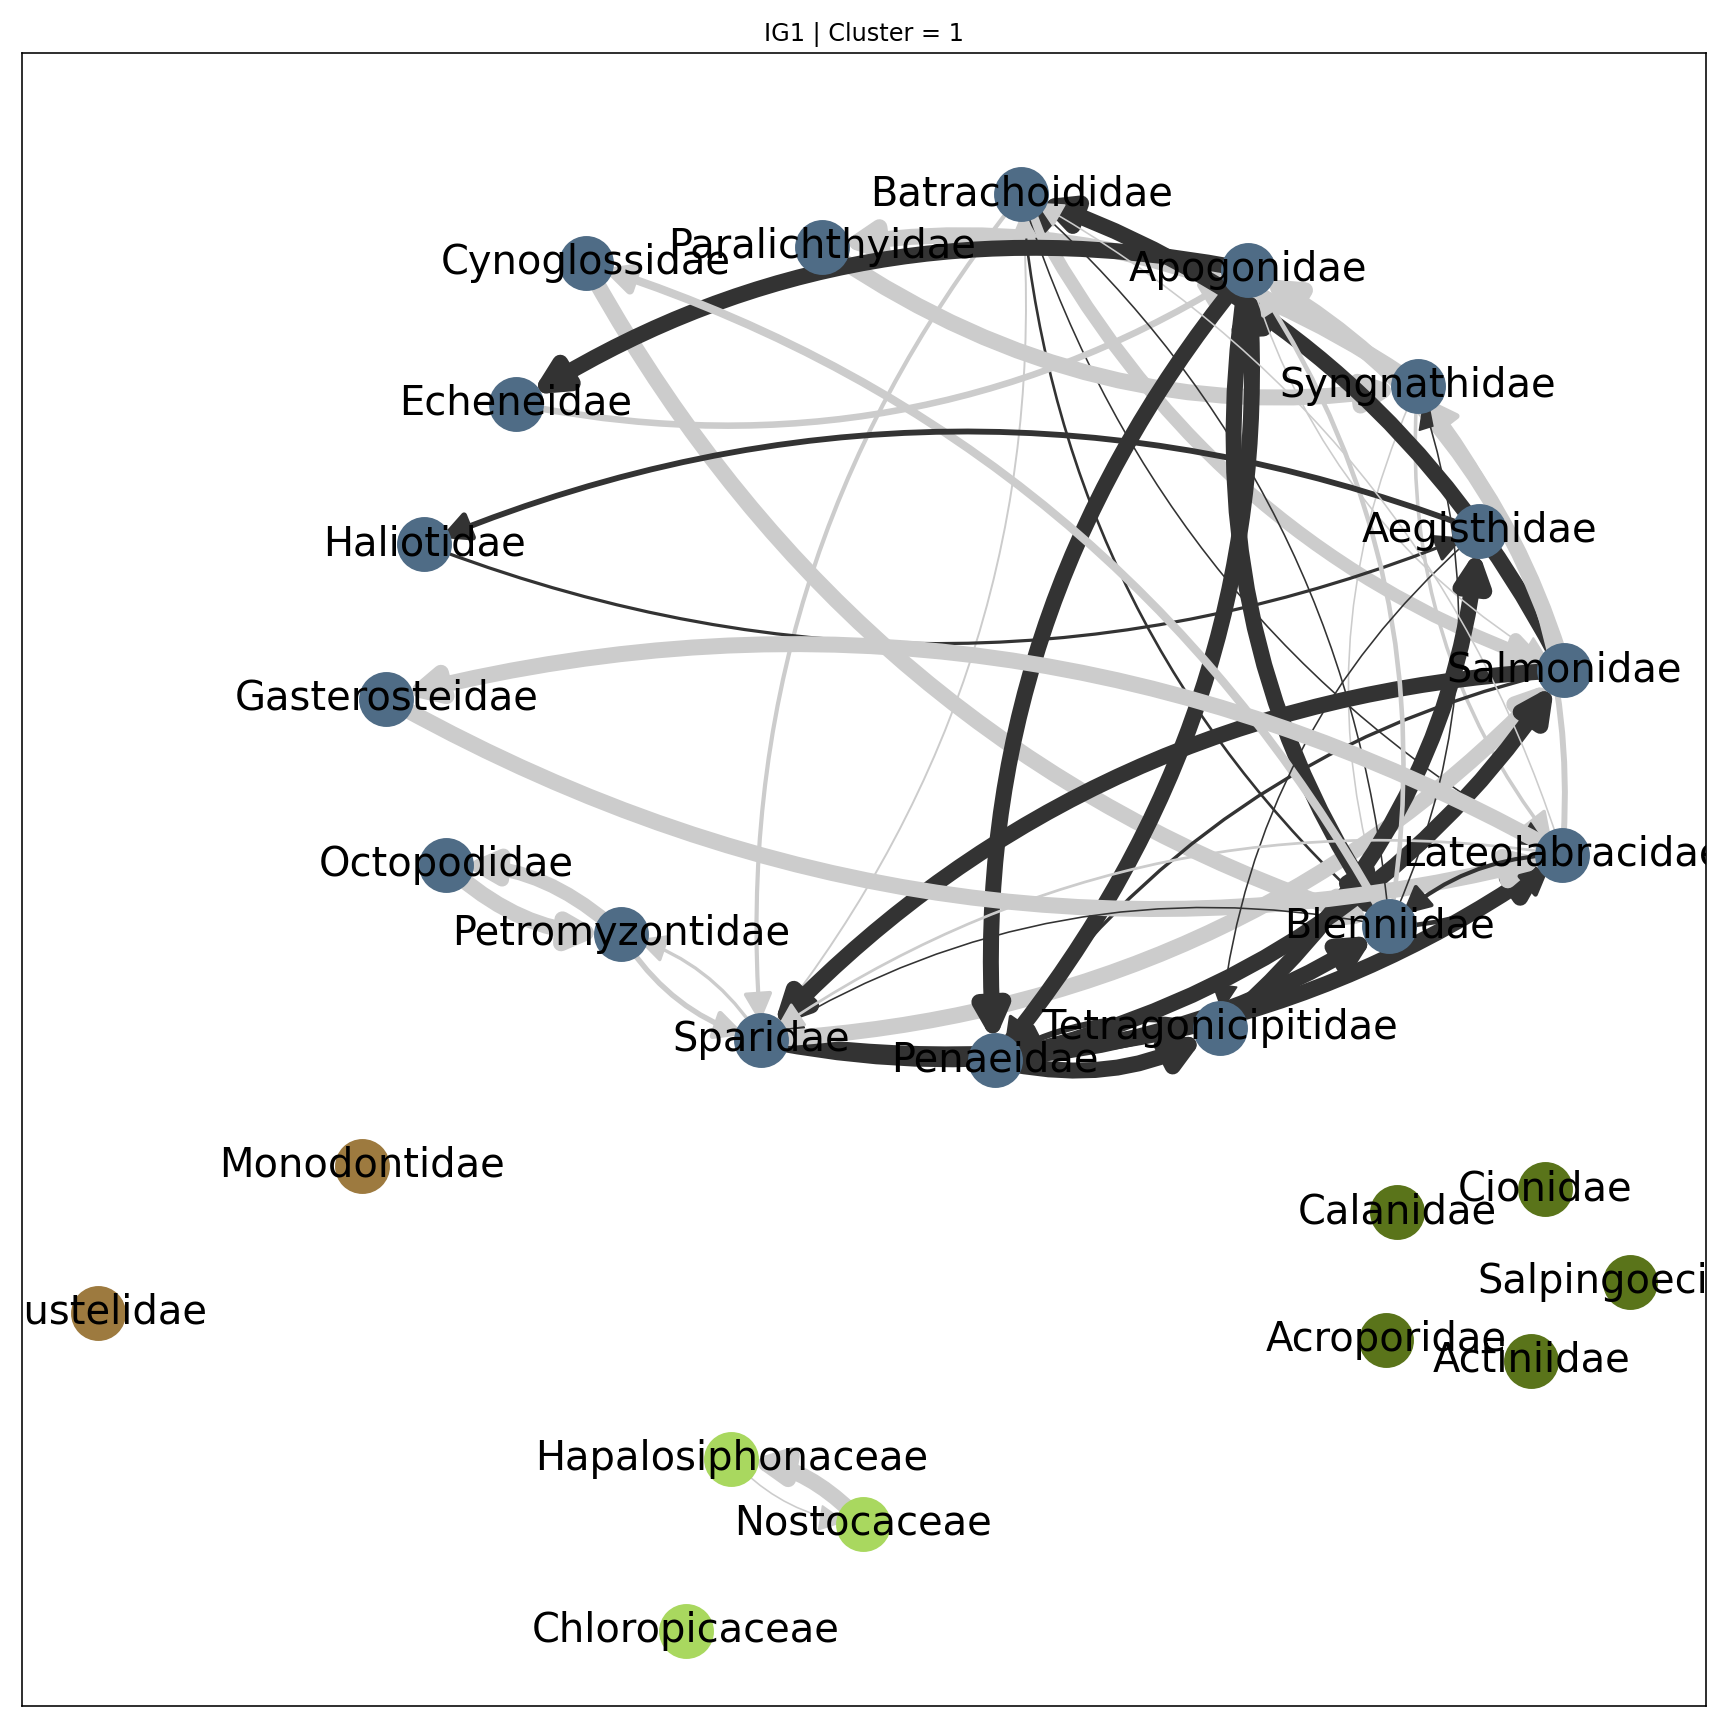 IG1 | Cluster = 1
Batrachoididae
Paralichthyidae
Cynoglossidae
Apogonidae
Syngnathidae
Echeneidae
Aegisthidae
Haliotidae
Salmonidae
Gasterosteidae
Lateolabracidae
Octopodidae
Blenniidae
Petromyzontidae
Tetragonicipitidae
Sparidae
Penaeidae
Monodontidae
Cionidae
Calanidae
Salpingoeci
ustelidae
Acroporidae
Actiniidae
Hapalosiphonaceae
Nostocaceae
Chloropicaceae